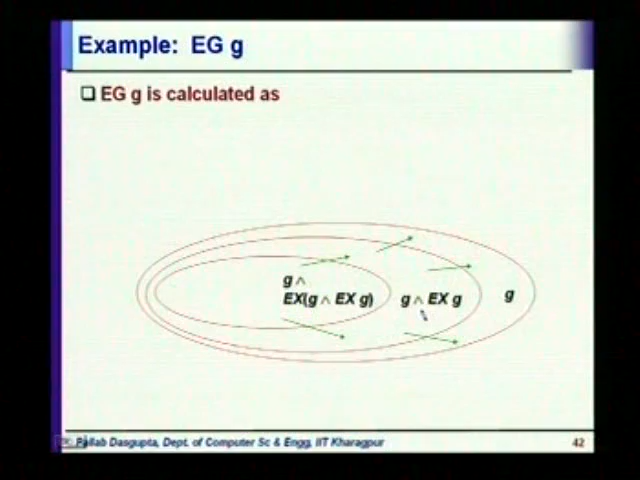 Example: EG g
❑ EG g is calculated as
g ∧
EX(g ∧ EX g)
g ∧ EX g
g
Pallab Dasgupta, Dept. of Computer Sc & Engg, IIT Kharagpur
42